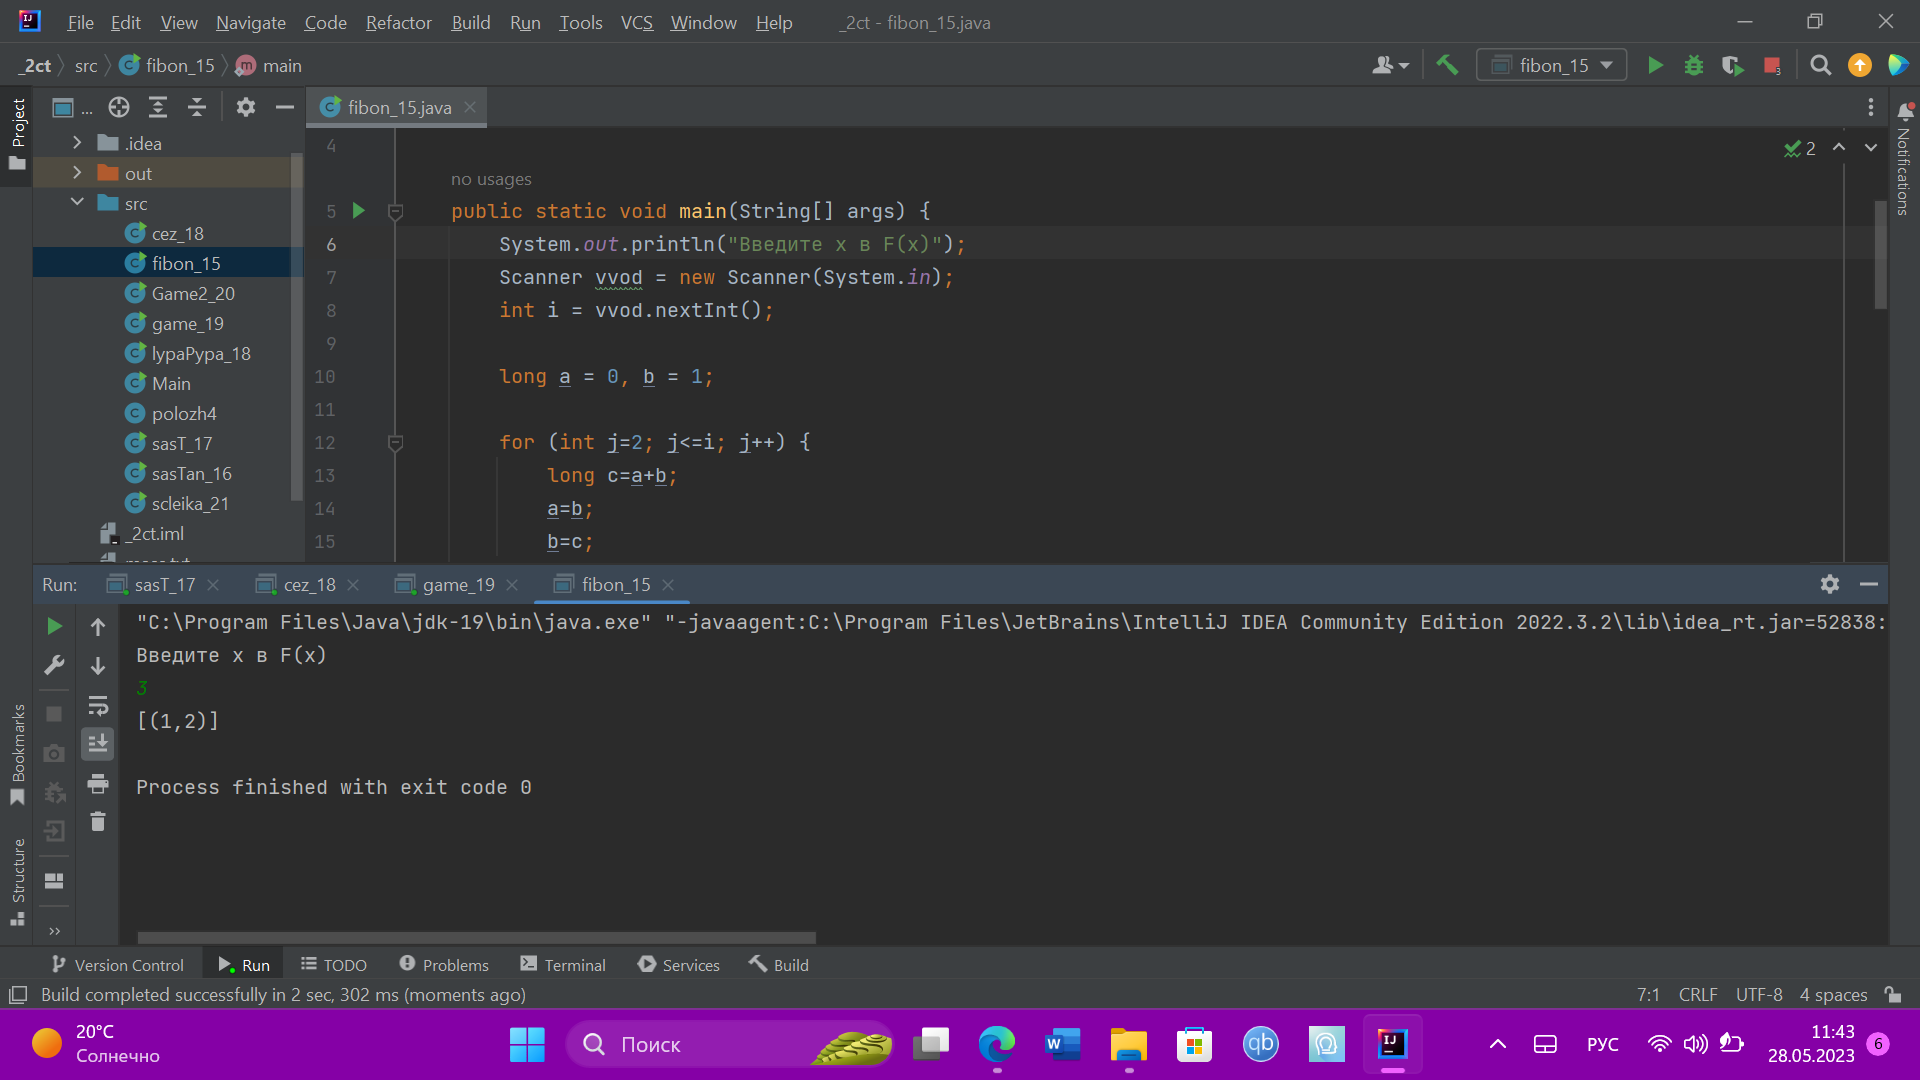 File Edit View Navigate Code Refactor Build Run Tools VCS Window Help _2ct - fibon_15.java
_2ct src fibon_15 main
fibon_15
Project
...
fibon_15.java
.idea
out
src
cez_18
fibon_15
Game2_20
game_19
lypaPypa_18
Main
polozh4
sasT_17
sasTan_16
scleika_21
_2ct.iml
4
no usages
5 public static void main(String[] args) {
6 System.out.println("Введите x в F(x)");
7 Scanner vvod = new Scanner(System.in);
8 int i = vvod.nextInt();
9
10 long a = 0, b = 1;
11
12 for (int j=2; j<=i; j++) {
13 long c=a+b;
14 a=b;
15 b=c;
2
Notifications
Run: sasT_17 cez_18 game_19 fibon_15
"C:\Program Files\Java\jdk-19\bin\java.exe" "-javaagent:C:\Program Files\JetBrains\IntelliJ IDEA Community Edition 2022.3.2\lib\idea_rt.jar=52838:
Введите x в F(x)
3
[(1,2)]
Process finished with exit code 0
Bookmarks
Structure
Version Control Run TODO Problems Terminal Services Build
Build completed successfully in 2 sec, 302 ms (moments ago)
7:1 CRLF UTF-8 4 spaces
20°C
Солнечно
Поиск
РУС
11:43
28.05.2023
6